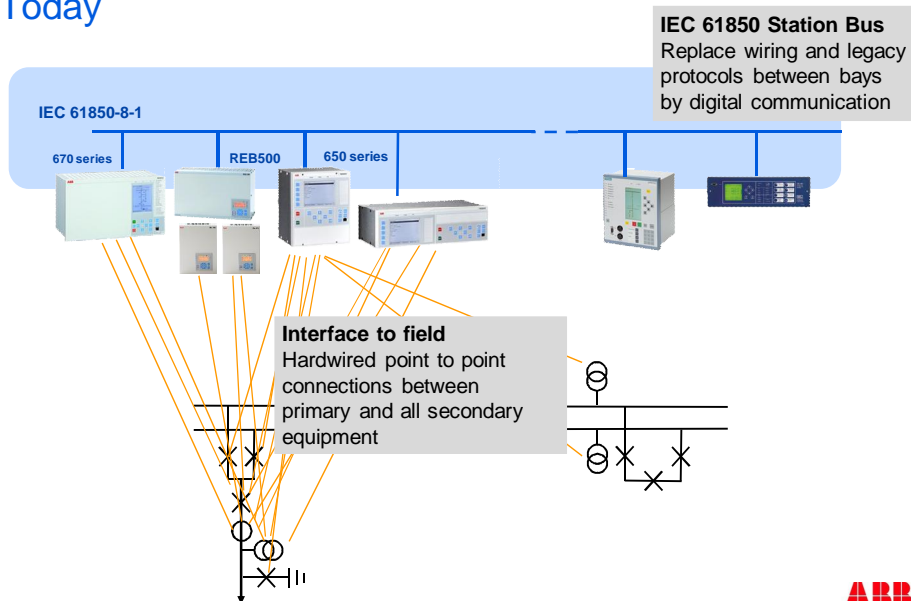 Today
IEC 61850 Station Bus
Replace wiring and legacy
protocols between bays
by digital communication
IEC 61850-8-1
670 series
REB500
650 series
Interface to field
Hardwired point to point
connections between
primary and all secondary
equipment
ABB